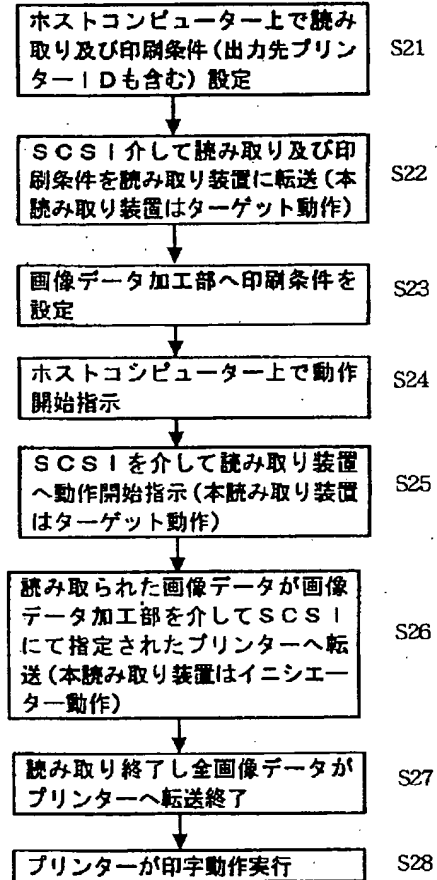 ホストコンピューター上で読み
取り及び印刷条件(出力先プリン
ターIDも含む)設定
S21
SCSI介して読み取り及び印
刷条件を読み取り装置に転送(本
読み取り装置はターゲット動作)
S22
画像データ加工部へ印刷条件を
設定
S23
ホストコンピューター上で動作
開始指示
S24
SCSIを介して読み取り装置
へ動作開始指示(本読み取り装置
はターゲット動作)
S25
読み取られた画像データが画像
データ加工部を介してSCSI
にて指定されたプリンターへ転
送(本読み取り装置はイニシエー
ター動作)
S26
読み取り終了し全画像データが
プリンターへ転送終了
S27
プリンターが印字動作実行
S28